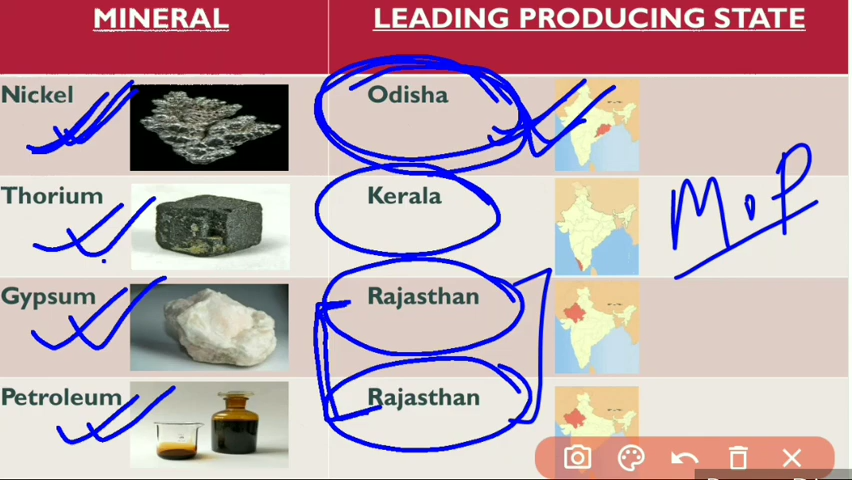 MINERAL LEADING PRODUCING STATE
Nickel Odisha
Thorium Kerala
M.P
Gypsum Rajasthan
Petroleum Rajasthan